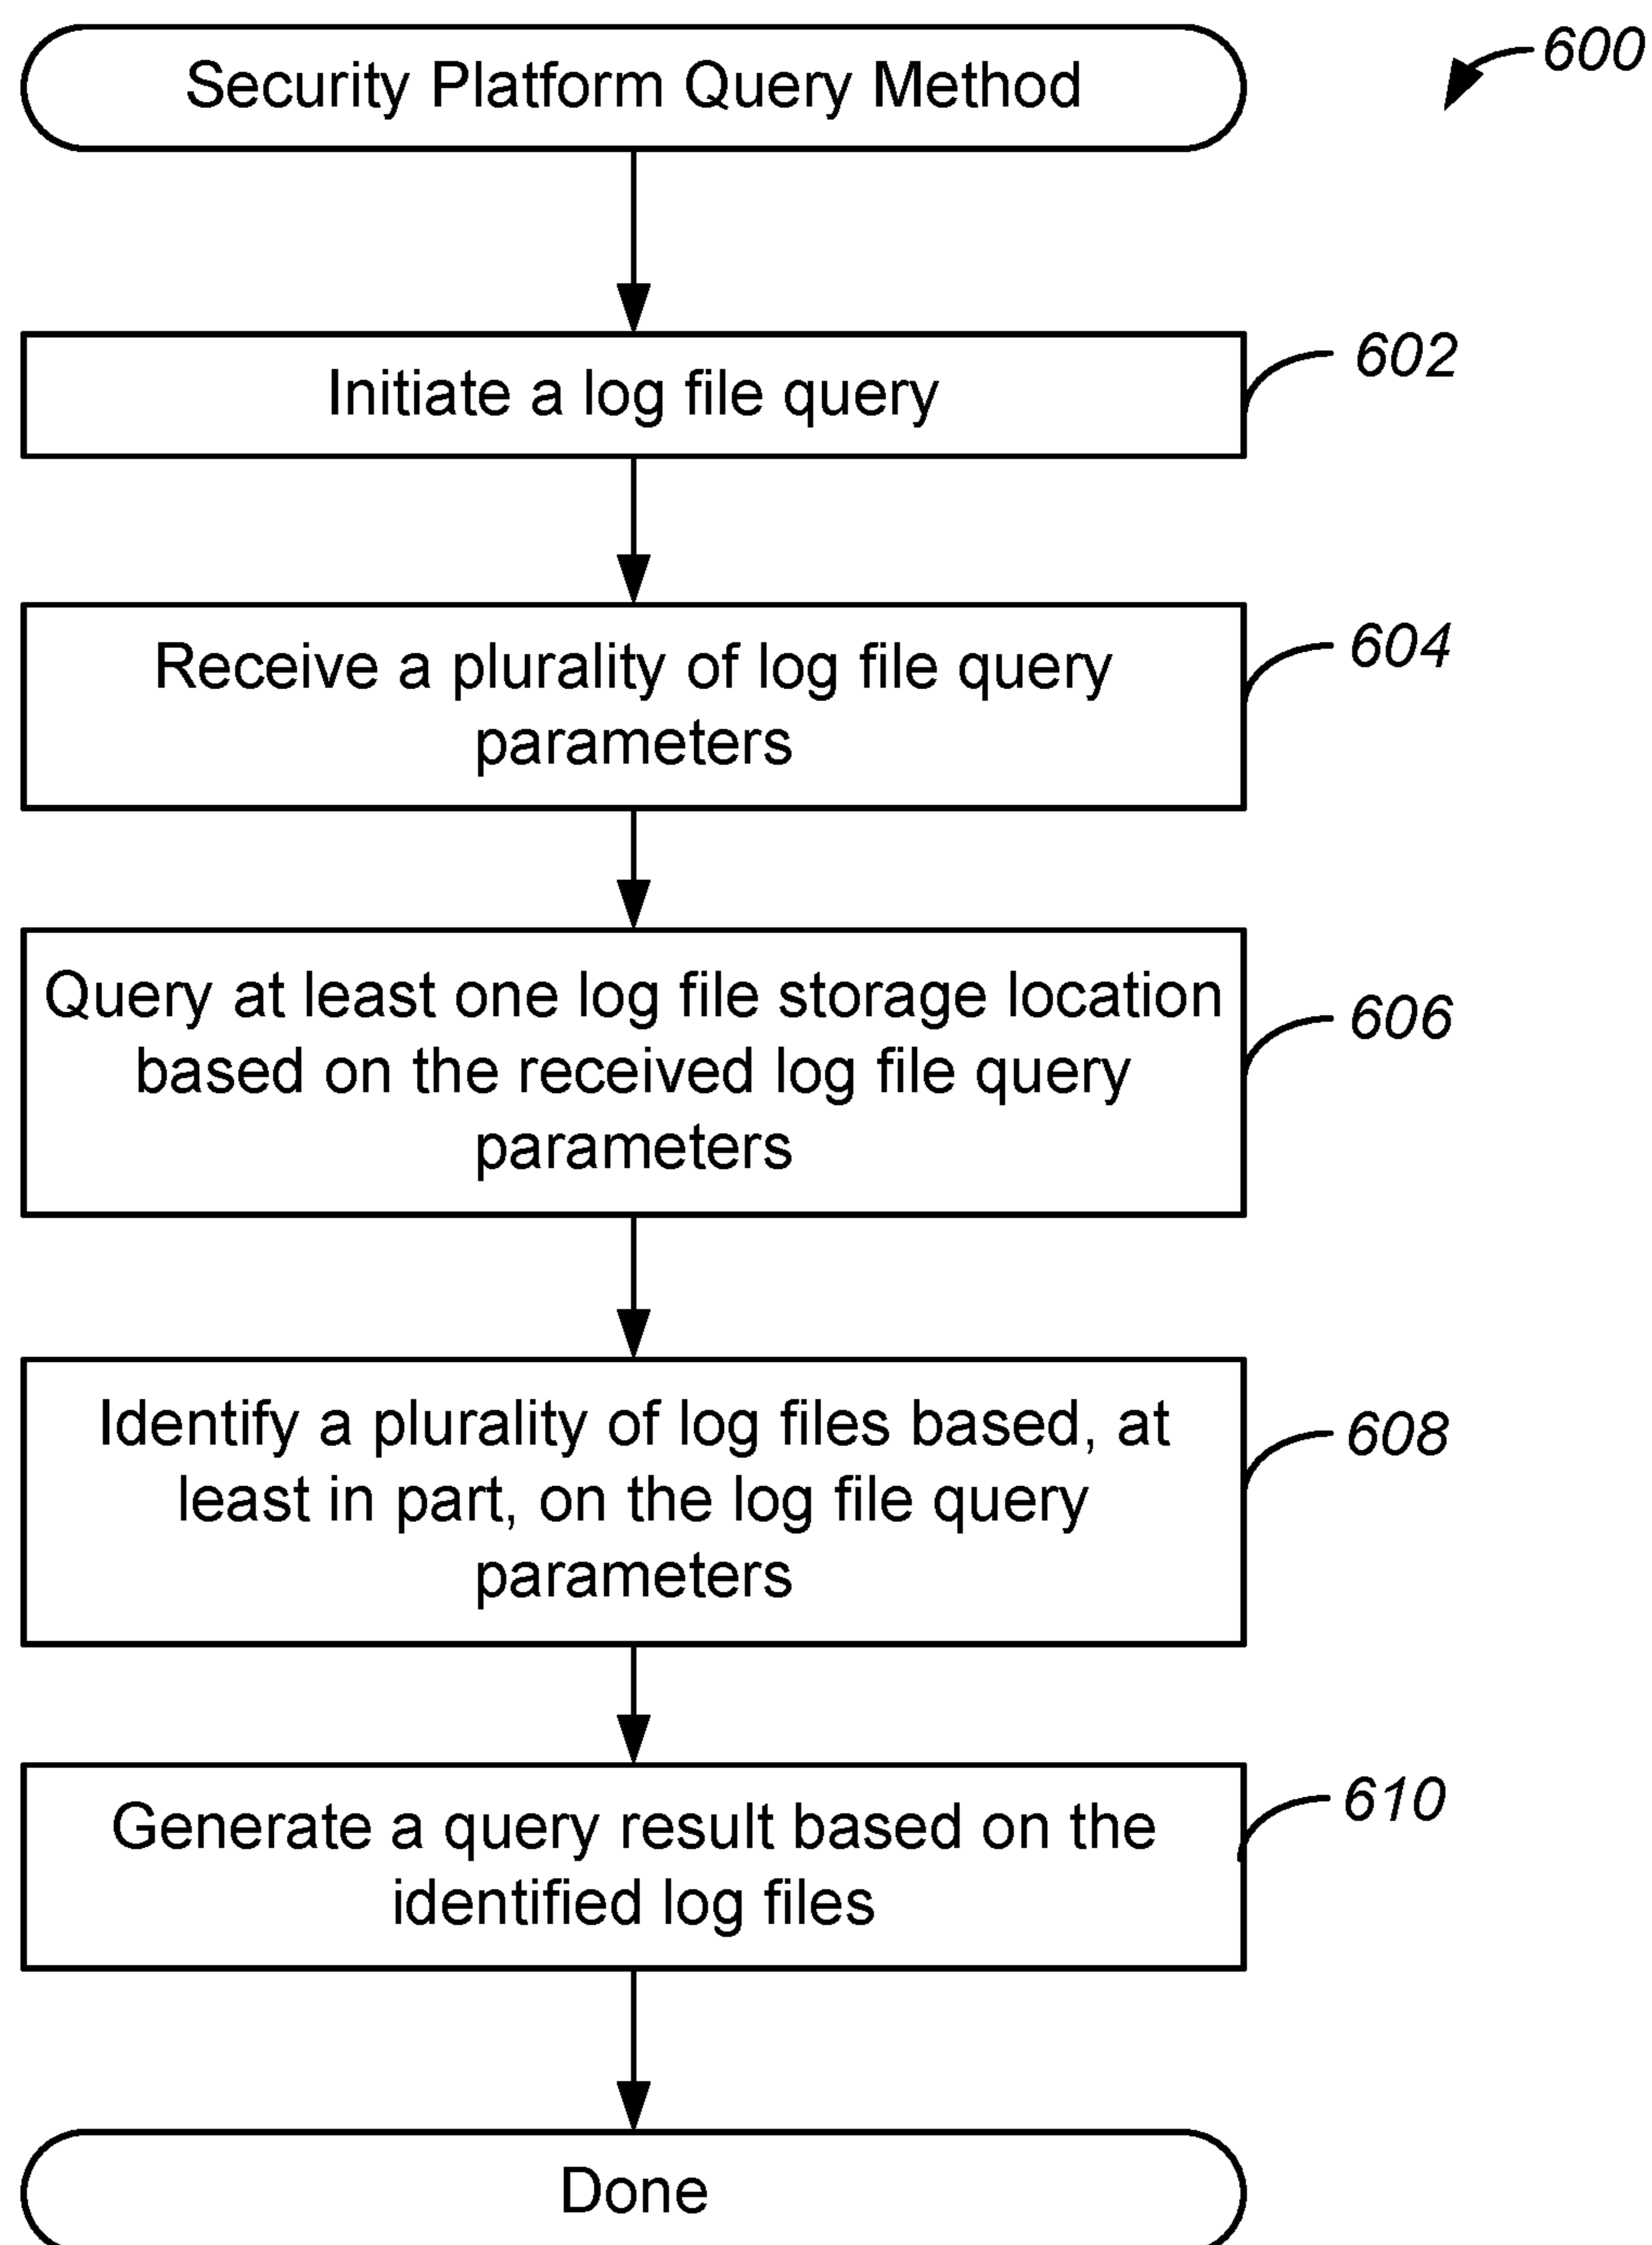 Security Platform Query Method
600
Initiate a log file query
602
Receive a plurality of log file query
parameters
604
Query at least one log file storage location
based on the received log file query
parameters
606
Identify a plurality of log files based, at
least in part, on the log file query
parameters
608
Generate a query result based on the
identified log files
610
Done